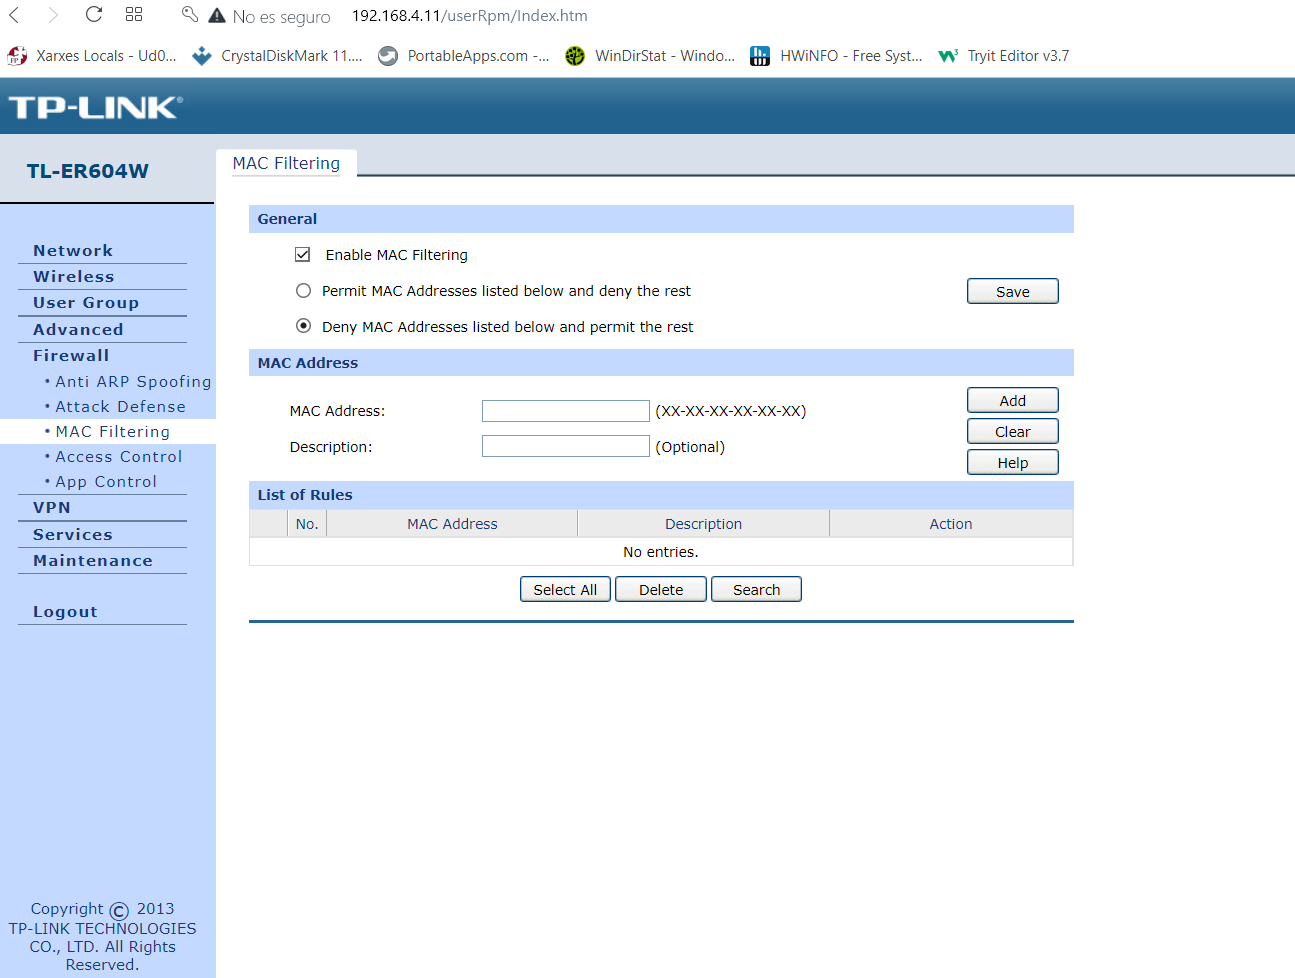 No es seguro 192.168.4.11/userRpm/Index.htm
Xarxes Locals - Ud0... CrystalDiskMark 11.... PortableApps.com -... WinDirStat - Windo... HWiNFO - Free Syst... Tryit Editor v3.7
TP-LINK®
TL-ER604W
MAC Filtering
Network
Wireless
User Group
Advanced
Firewall
• Anti ARP Spoofing
• Attack Defense
• MAC Filtering
• Access Control
• App Control
VPN
Services
Maintenance
Logout
Copyright © 2013
TP-LINK TECHNOLOGIES
CO., LTD. All Rights
Reserved.
General
Enable MAC Filtering
Permit MAC Addresses listed below and deny the rest
Save
Deny MAC Addresses listed below and permit the rest
MAC Address
MAC Address: (XX-XX-XX-XX-XX-XX)
Add
Clear
Description: (Optional)
Help
List of Rules
No. MAC Address Description Action
No entries.
Select All Delete Search